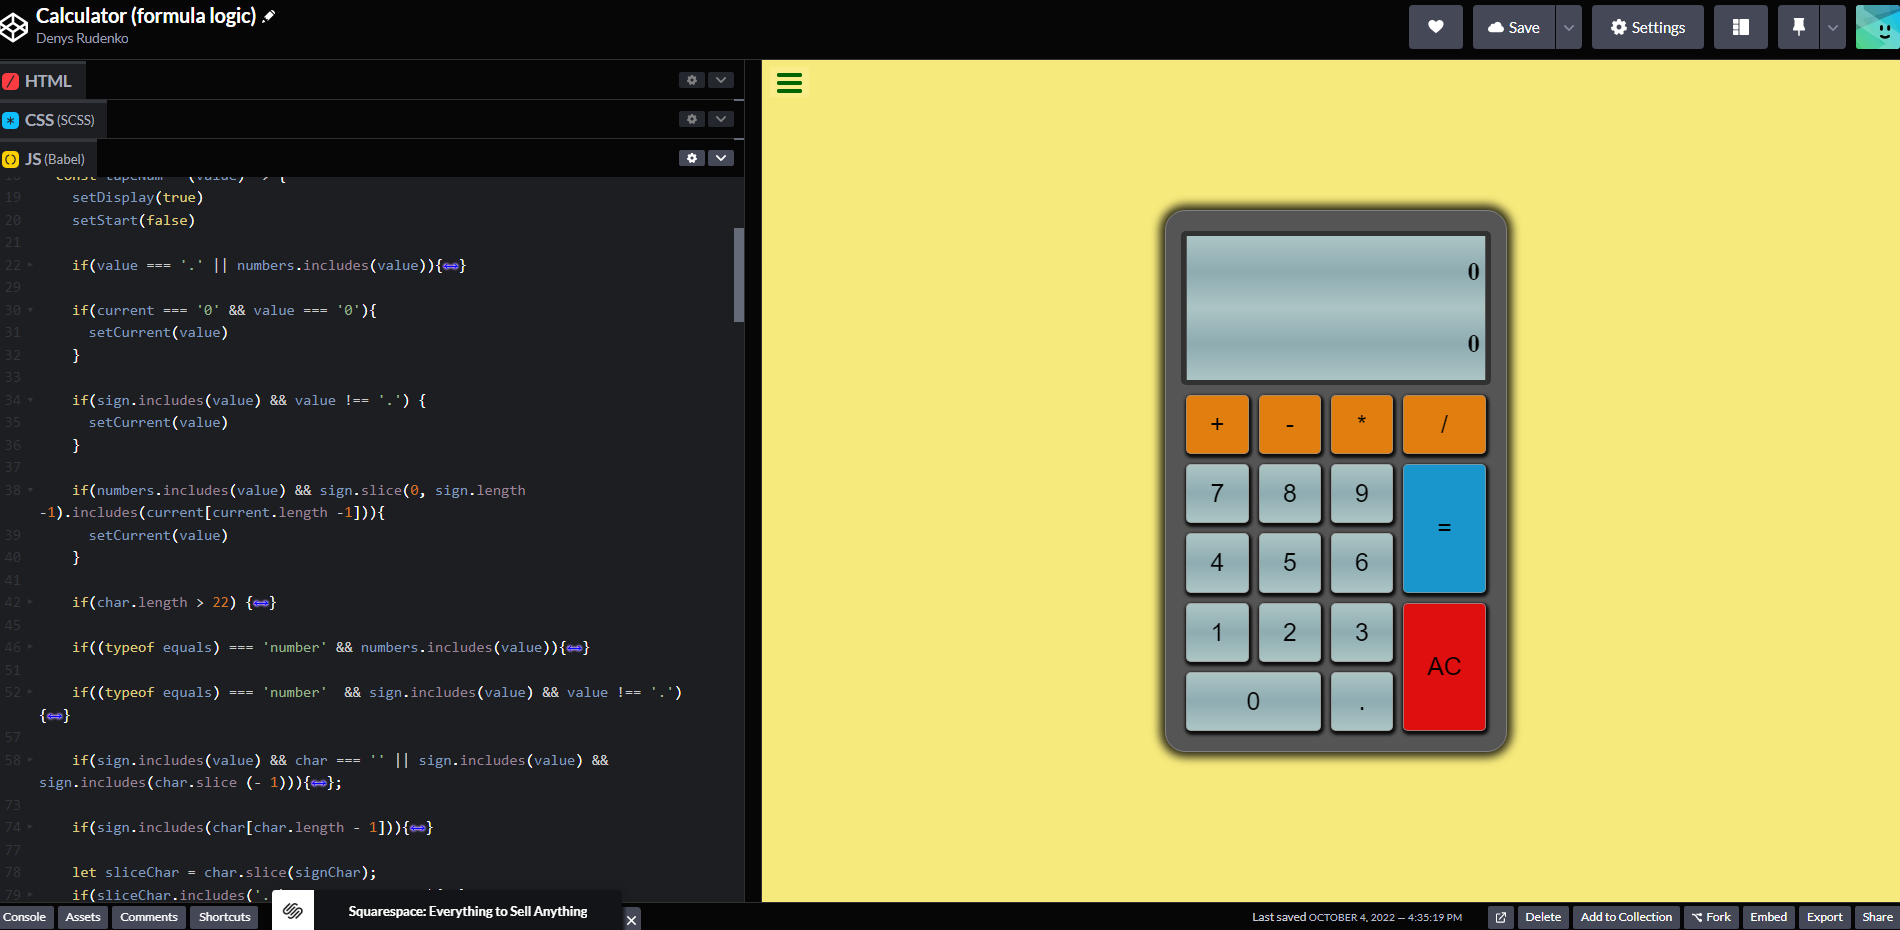 Calculator (formula logic)
Denys Rudenko
Save
Settings
HTML
CSS (SCSS)
JS (Babel)
19 setDisplay(true)
20 setStart(false)
21
22 if(value === '.' || numbers.includes(value)){}
29
30 if(current === '0' && value === '0'){
31 setCurrent(value)
32 }
33
34 if(sign.includes(value) && value !== '.') {
35 setCurrent(value)
36 }
37
38 if(numbers.includes(value) && sign.slice(0, sign.length
-1).includes(current[current.length -1])){
39 setCurrent(value)
40 }
41
42 if(char.length > 22) {}
45
46 if((typeof equals) === 'number' && numbers.includes(value)){}
51
52 if((typeof equals) === 'number'  && sign.includes(value) && value !== '.')
{}
57
58 if(sign.includes(value) && char === '' || sign.includes(value) &&
sign.includes(char.slice (- 1))){};
73
74 if(sign.includes(char[char.length - 1])){}
77
78 let sliceChar = char.slice(signChar);
79 if(sliceChar.includes('.
0
0
+ - * /
7 8 9 =
4 5 6
1 2 3 AC
0 .
Console Assets Comments Shortcuts
Squarespace: Everything to Sell Anything
Last saved OCTOBER 4, 2022 — 4:35:19 PM
Delete Add to Collection Fork Embed Export Share